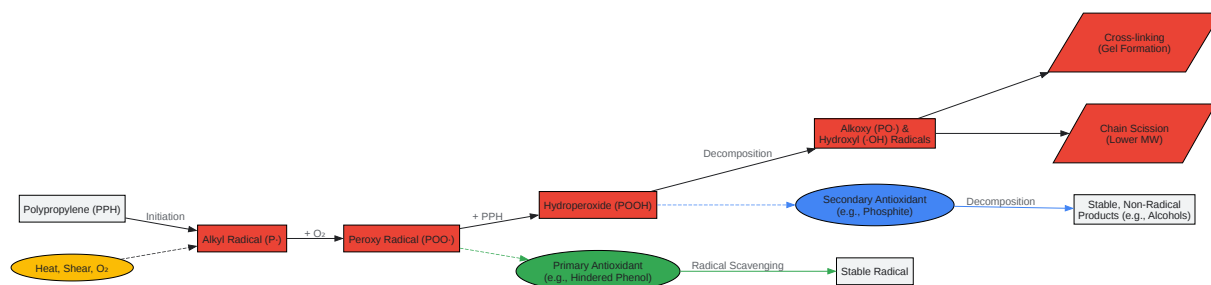 Cross-linking
(Gel Formation)
Alkoxy (PO·) &
Hydroxyl (·OH) Radicals
Chain Scission
(Lower MW)
Decomposition
Polypropylene (PPH)
Initiation
Hydroperoxide (POOH)
Secondary Antioxidant
(e.g., Phosphite)
Decomposition
Stable, Non-Radical
Products (e.g., Alcohols)
+ PPH
Alkyl Radical (P·)
+ O₂
Peroxy Radical (POO·)
Heat, Shear, O₂
Primary Antioxidant
(e.g., Hindered Phenol)
Radical Scavenging
Stable Radical